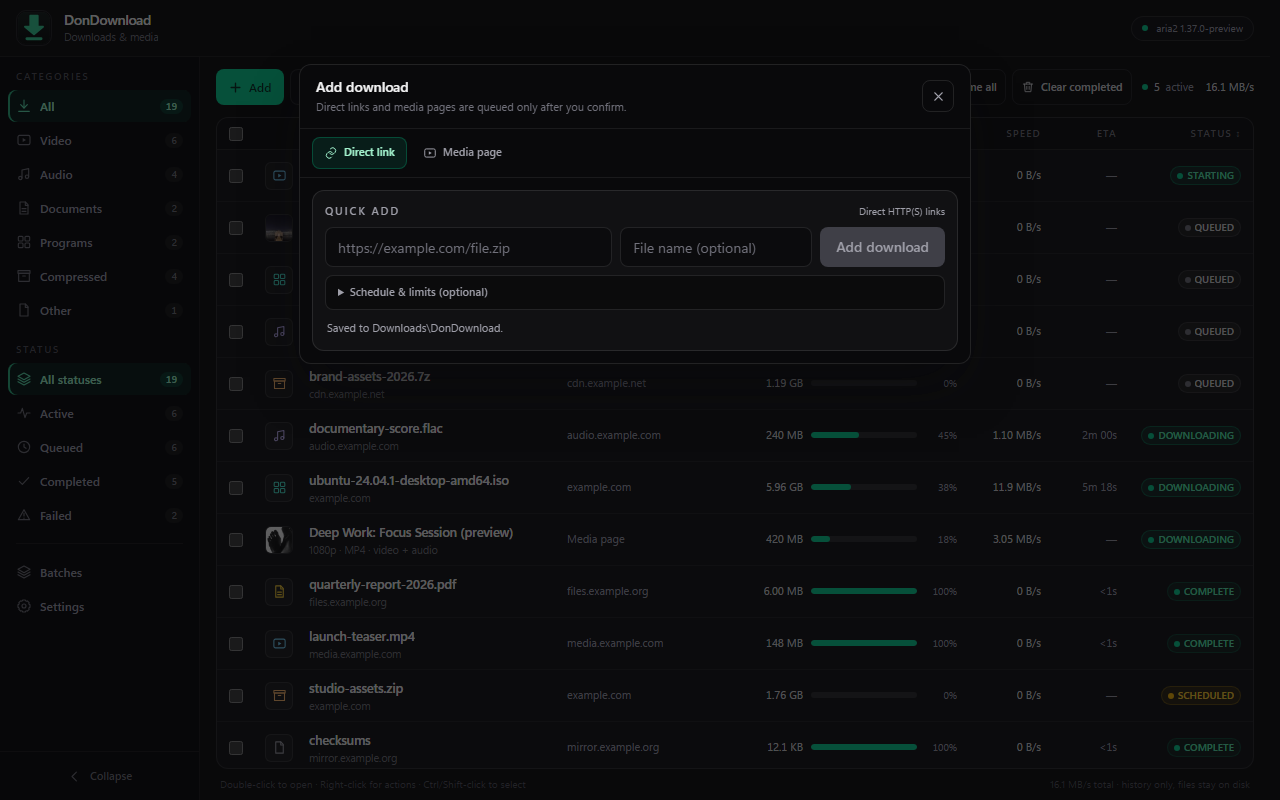 DonDownload
Downloads & media
aria2 1.37.0-preview
CATEGORIES
All 19
Video 6
Audio 4
Documents 2
Programs 2
Compressed 4
Other 1
STATUS
All statuses 19
Active 6
Queued 6
Completed 5
Failed 2
Batches
Settings
Collapse
Add
Clear completed
5 active 16.1 MB/s
Add download
Direct links and media pages are queued only after you confirm.
Direct link
Media page
QUICK ADD
Direct HTTP(S) links
https://example.com/file.zip
File name (optional)
Add download
Schedule & limits (optional)
Saved to Downloads\DonDownload.
SPEED ETA STATUS
0 B/s — STARTING
0 B/s — QUEUED
0 B/s — QUEUED
0 B/s — QUEUED
brand-assets-2026.7z
cdn.example.net
cdn.example.net 1.19 GB 0% 0 B/s — QUEUED
documentary-score.flac
audio.example.com
audio.example.com 240 MB 45% 1.10 MB/s 2m 00s DOWNLOADING
ubuntu-24.04.1-desktop-amd64.iso
example.com
example.com 5.96 GB 38% 11.9 MB/s 5m 18s DOWNLOADING
Deep Work: Focus Session (preview)
1080p · MP4 · video + audio
Media page 420 MB 18% 3.05 MB/s — DOWNLOADING
quarterly-report-2026.pdf
files.example.org
files.example.org 6.00 MB 100% 0 B/s <1s COMPLETE
launch-teaser.mp4
media.example.com
media.example.com 148 MB 100% 0 B/s <1s COMPLETE
studio-assets.zip
example.com
example.com 1.76 GB 0% 0 B/s — SCHEDULED
checksums
mirror.example.org
mirror.example.org 12.1 KB 100% 0 B/s <1s COMPLETE
Double-click to open · Right-click for actions · Ctrl/Shift-click to select
16.1 MB/s total · history only, files stay on disk